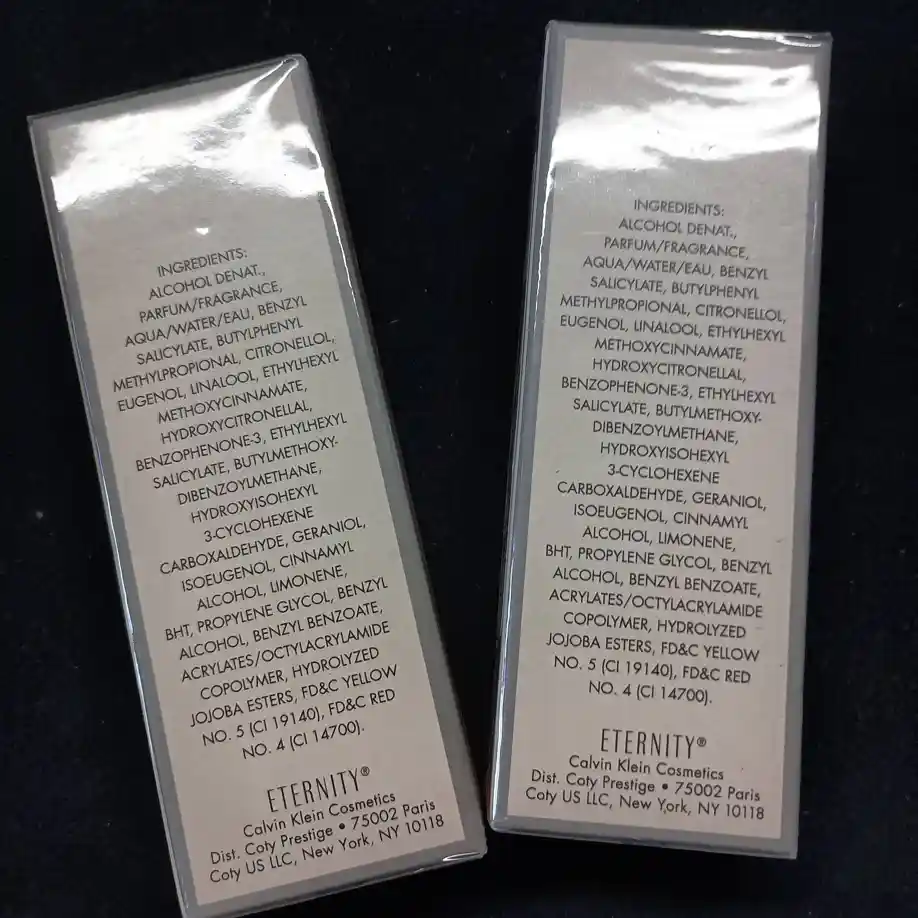 INGREDIENTS:
ALCOHOL DENAT.,
PARFUM/FRAGRANCE,
AQUA/WATER/EAU, BENZYL
SALICYLATE, BUTYLPHENYL
METHYLPROPIONAL, CITRONELLOL,
EUGENOL, LINALOOL, ETHYLHEXYL
METHOXYCINNAMATE,
HYDROXYCITRONELLAL,
BENZOPHENONE-3, ETHYLHEXYL
SALICYLATE, BUTYLMETHOXY-
DIBENZOYLMETHANE,
HYDROXYISOHEXYL
3-CYCLOHEXENE
CARBOXALDEHYDE, GERANIOL,
ISOEUGENOL, CINNAMYL
ALCOHOL, LIMONENE,
BHT, PROPYLENE GLYCOL, BENZYL
ALCOHOL, BENZYL BENZOATE,
ACRYLATES/OCTYLACRYLAMIDE
COPOLYMER, HYDROLYZED
JOJOBA ESTERS, FD&C YELLOW
NO. 5 (CI 19140), FD&C RED
NO. 4 (CI 14700).
ETERNITY®
Calvin Klein Cosmetics
Dist. Coty Prestige • 75002 Paris
Coty US LLC, New York, NY 10118
INGREDIENTS:
ALCOHOL DENAT.,
PARFUM/FRAGRANCE,
AQUA/WATER/EAU, BENZYL
SALICYLATE, BUTYLPHENYL
METHYLPROPIONAL, CITRONELLOL,
EUGENOL, LINALOOL, ETHYLHEXYL
METHOXYCINNAMATE,
HYDROXYCITRONELLAL,
BENZOPHENONE-3, ETHYLHEXYL
SALICYLATE, BUTYLMETHOXY-
DIBENZOYLMETHANE,
HYDROXYISOHEXYL
3-CYCLOHEXENE
CARBOXALDEHYDE, GERANIOL,
ISOEUGENOL, CINNAMYL
ALCOHOL, LIMONENE,
BHT, PROPYLENE GLYCOL, BENZYL
ALCOHOL, BENZYL BENZOATE,
ACRYLATES/OCTYLACRYLAMIDE
COPOLYMER, HYDROLYZED
JOJOBA ESTERS, FD&C YELLOW
NO. 5 (CI 19140), FD&C RED
NO. 4 (CI 14700).
ETERNITY®
Calvin Klein Cosmetics
Dist. Coty Prestige • 75002 Paris
Coty US LLC, New York, NY 10118